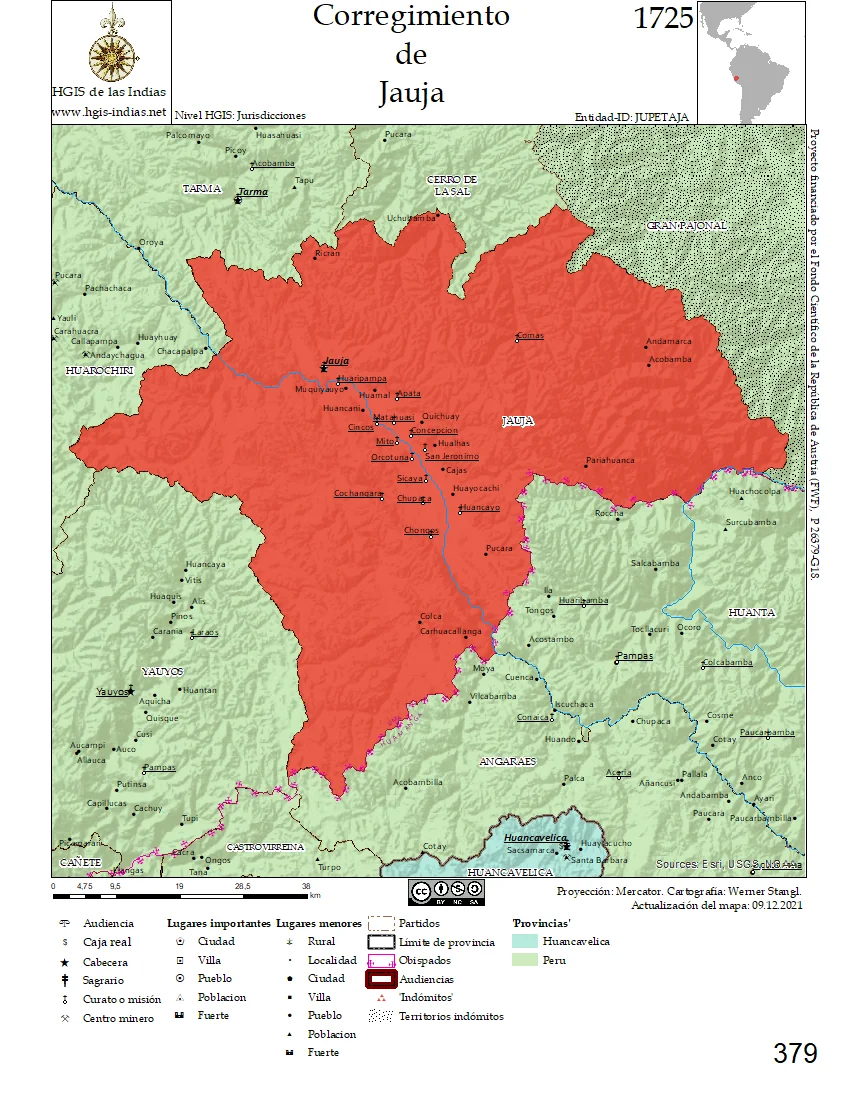 Corregimiento
de
Jauja
1725
HGIS de las Indias
www.hgis-indias.net
Nivel HGIS: Jurisdicciones
Entidad-ID: JUPETAJA
Proyecto financiado por el Fondo Científico de la República de Austria (FWF), P 26379-G18.
Palcomayo
Huasahuasi
Pucara
Picoy
Acobamba
Tapu
TARMA
Tarma
CERRO DE
LA SAL
Uchubamba
GRAN PAJONAL
Oroya
Ricran
Pucara
Pachachaca
Yauli
Carahuacra
Callapampa
Huayhuay
Andaychagua
Chacapalpa
HUAROCHIRI
Comas
Andamarca
Acobamba
Jauja
Huaripampa
Muquiyauyo
Huamal
Apata
Huancani
Matahuasi
Quichuay
Cincos
Concepcion
JAUJA
Mito
Hualhas
Orcotuna
San Jeronimo
Cajas
Pariahuanca
Sicaya
Huayocachi
Cochangara
Chupaca
Huancayo
Huachocolpa
Roccha
Surcubamba
Chongos
Pucara
Huancaya
Vitis
Salcabamba
Huaquis
Alis
Ila
Huaribamba
Pinos
Tongos
HUANTA
Colca
Carania
Laraos
Carhuacallanga
Tocllacuri
Ocoro
Acostambo
Pampas
Colcabamba
YAUYOS
Moya
Cuenca
Yauyos
Huantan
Aquicha
Vilcabamba
Iscuchaca
Quisque
Conaica
Chupaca
Cosme
HUAMANGA
Cusi
Huando
Cotay
Paucarbamba
Aucampi
Auco
Allauca
ANGARAES
Pampas
Acoria
Palca
Añancusi
Pallala
Anco
Putinsa
Acobambilla
Andabamba
Ayari
Capillucas
Cachuy
Paucara
Paucarbambilla
Tupi
Huancavelica
Picamarán
CASTROVIRREINA
Cotay
Huaylacucho
Cacra
Ongos
Sacsamarca
Santa Barbara
CAÑETE
Turpo
Tana
HUANCAVELICA
Sources: Esri, USGS, NOAA
0 4,75 9,5 19 28,5 38
km
BY NC SA
Proyección: Mercator. Cartografía: Werner Stangl.
Actualización del mapa: 09.12.2021
Audiencia
Caja real
Cabecera
Sagrario
Curato o misión
Centro minero
Lugares importantes
Ciudad
Villa
Pueblo
Poblacion
Fuerte
Lugares menores
Rural
Localidad
Ciudad
Villa
Pueblo
Poblacion
Fuerte
Partidos
Límite de provincia
Obispados
Audiencias
'Indómitos'
Territorios indómitos
'Provincias'
Huancavelica
Peru
379